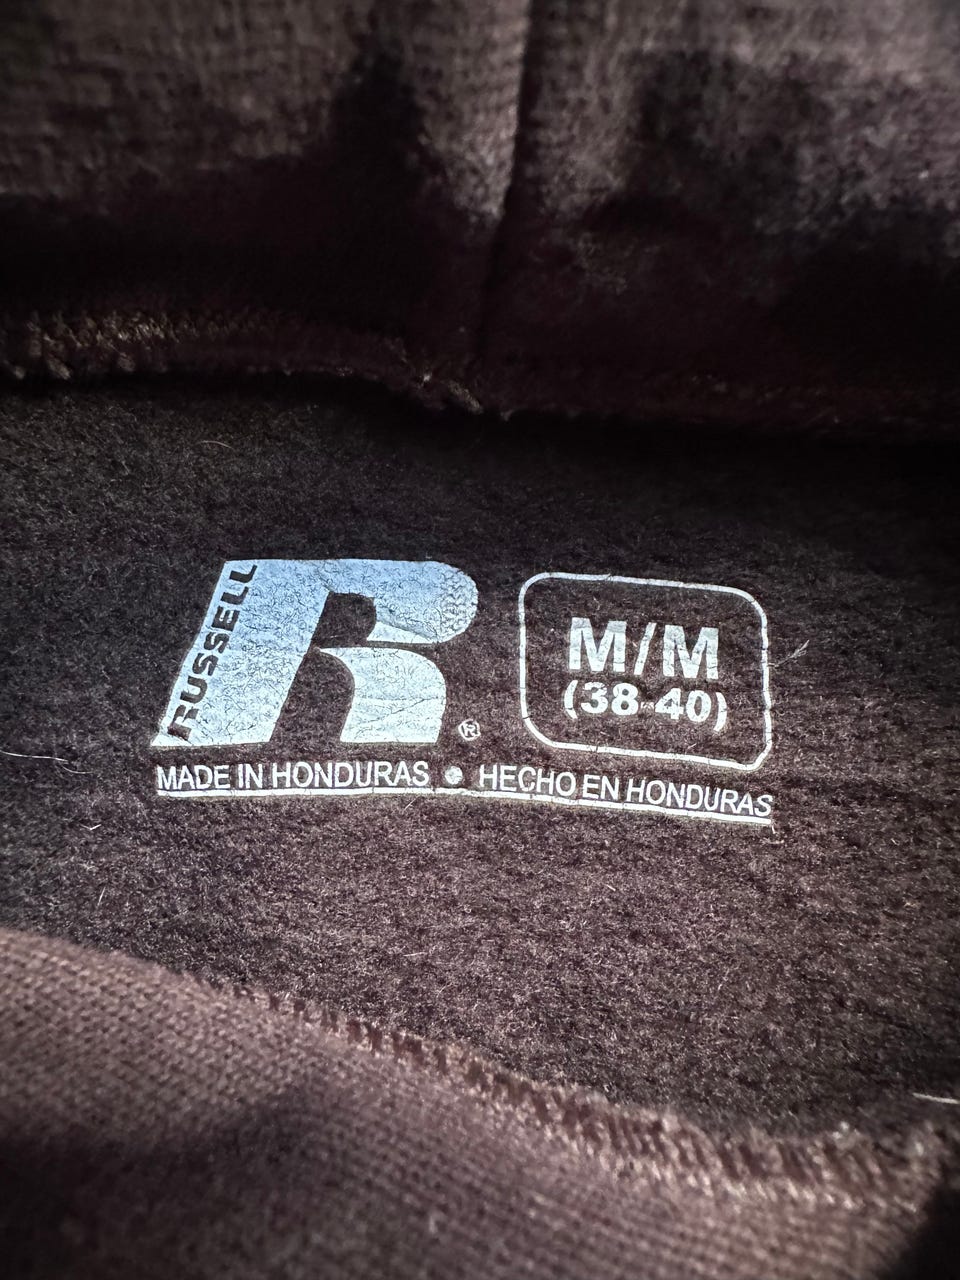 RUSSELL
R®
M/M
(38-40)
MADE IN HONDURAS • HECHO EN HONDURAS